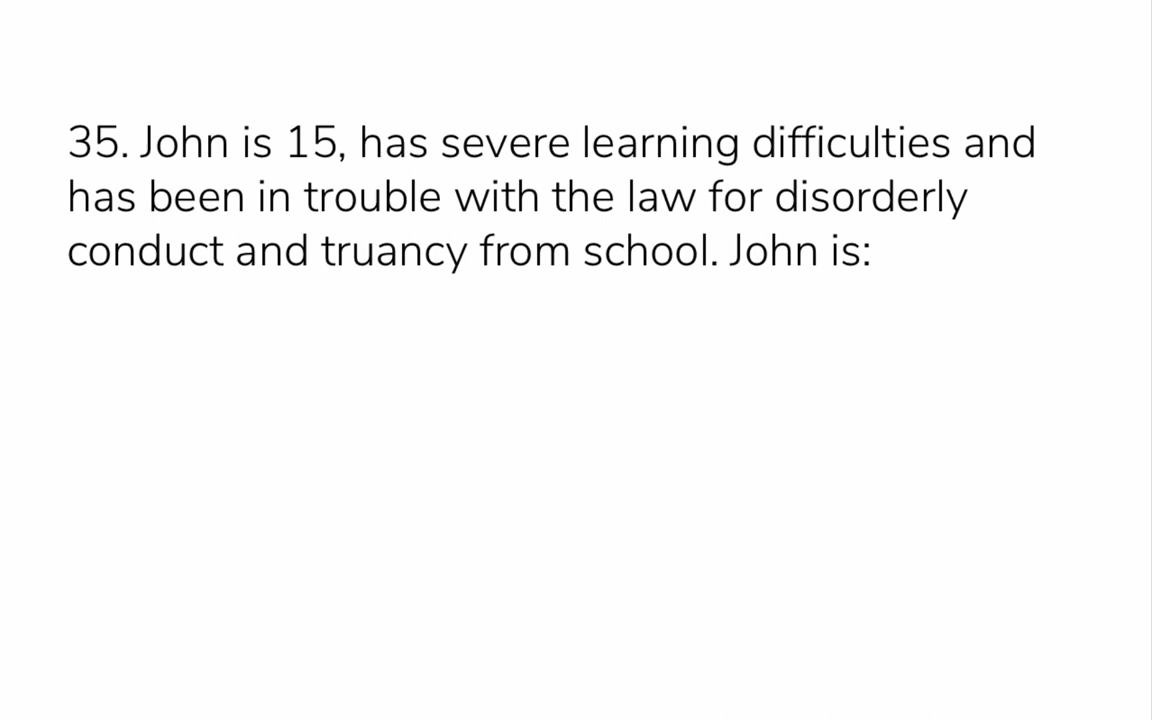 35. John is 15, has severe learning difficulties and
has been in trouble with the law for disorderly
conduct and truancy from school. John is: